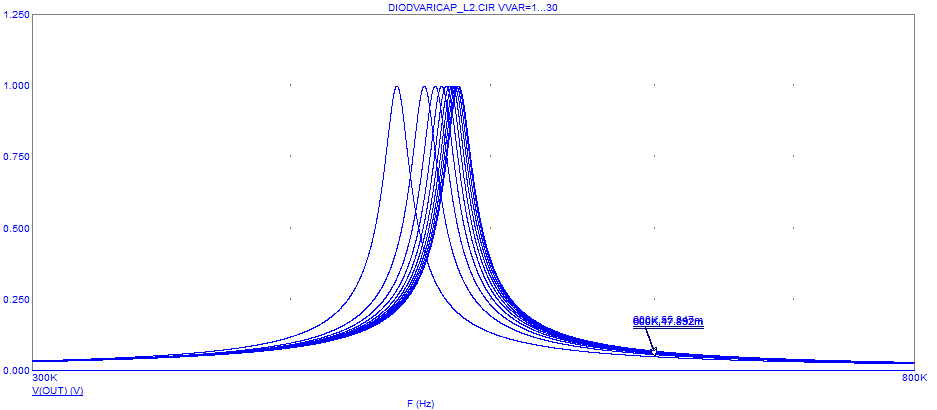 DIODVARICAP_L2.CIR VVAR=1...30
1.250
1.000
0.750
0.500
0.250
0.000
300K
800K
V(OUT) (V)
F (Hz)